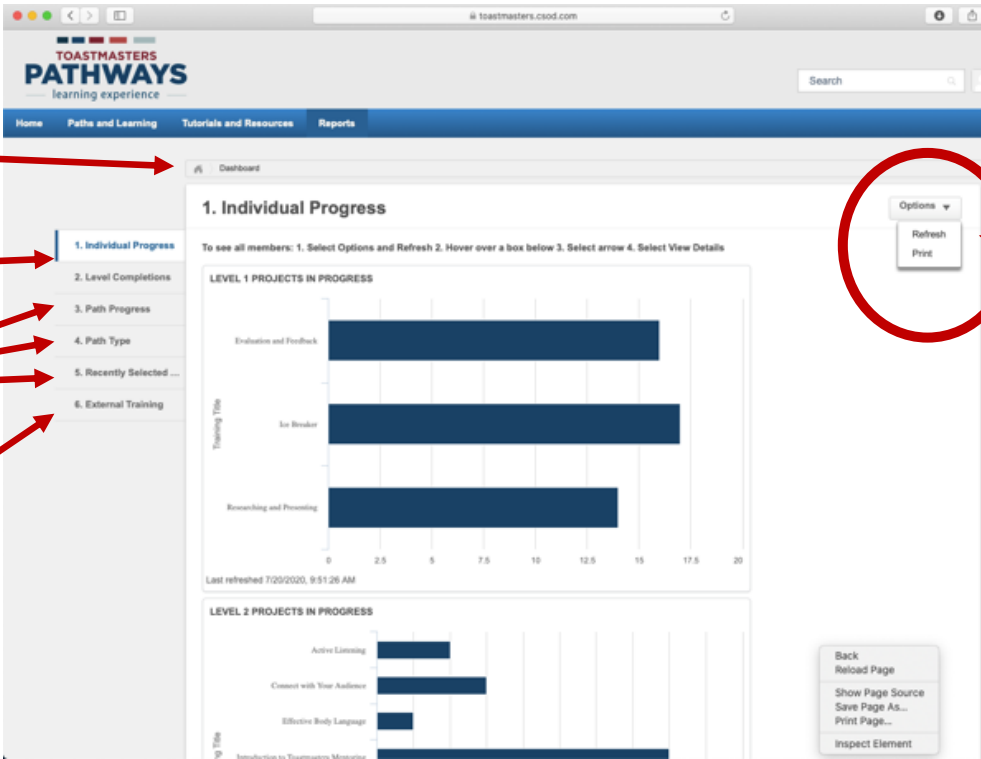 toastmasters.csod.com
TOASTMASTERS
PATHWAYS
learning experience
Search
Home Paths and Learning Tutorials and Resources Reports
Dashboard
1. Individual Progress
Options
Refresh
Print
1. Individual Progress
2. Level Completions
3. Path Progress
4. Path Type
5. Recently Selected ...
6. External Training
To see all members: 1. Select Options and Refresh 2. Hover over a box below 3. Select arrow 4. Select View Details
LEVEL 1 PROJECTS IN PROGRESS
Training Title
Evaluation and Feedback
Ice Breaker
Researching and Presenting
0 2.5 5 7.5 10 12.5 15 17.5 20
Last refreshed 7/20/2020, 9:51:26 AM
LEVEL 2 PROJECTS IN PROGRESS
Active Listening
Connect with Your Audience
Effective Body Language
Introduction to Toastmasters Mentoring
Title
Back
Reload Page
Show Page Source
Save Page As...
Print Page...
Inspect Element